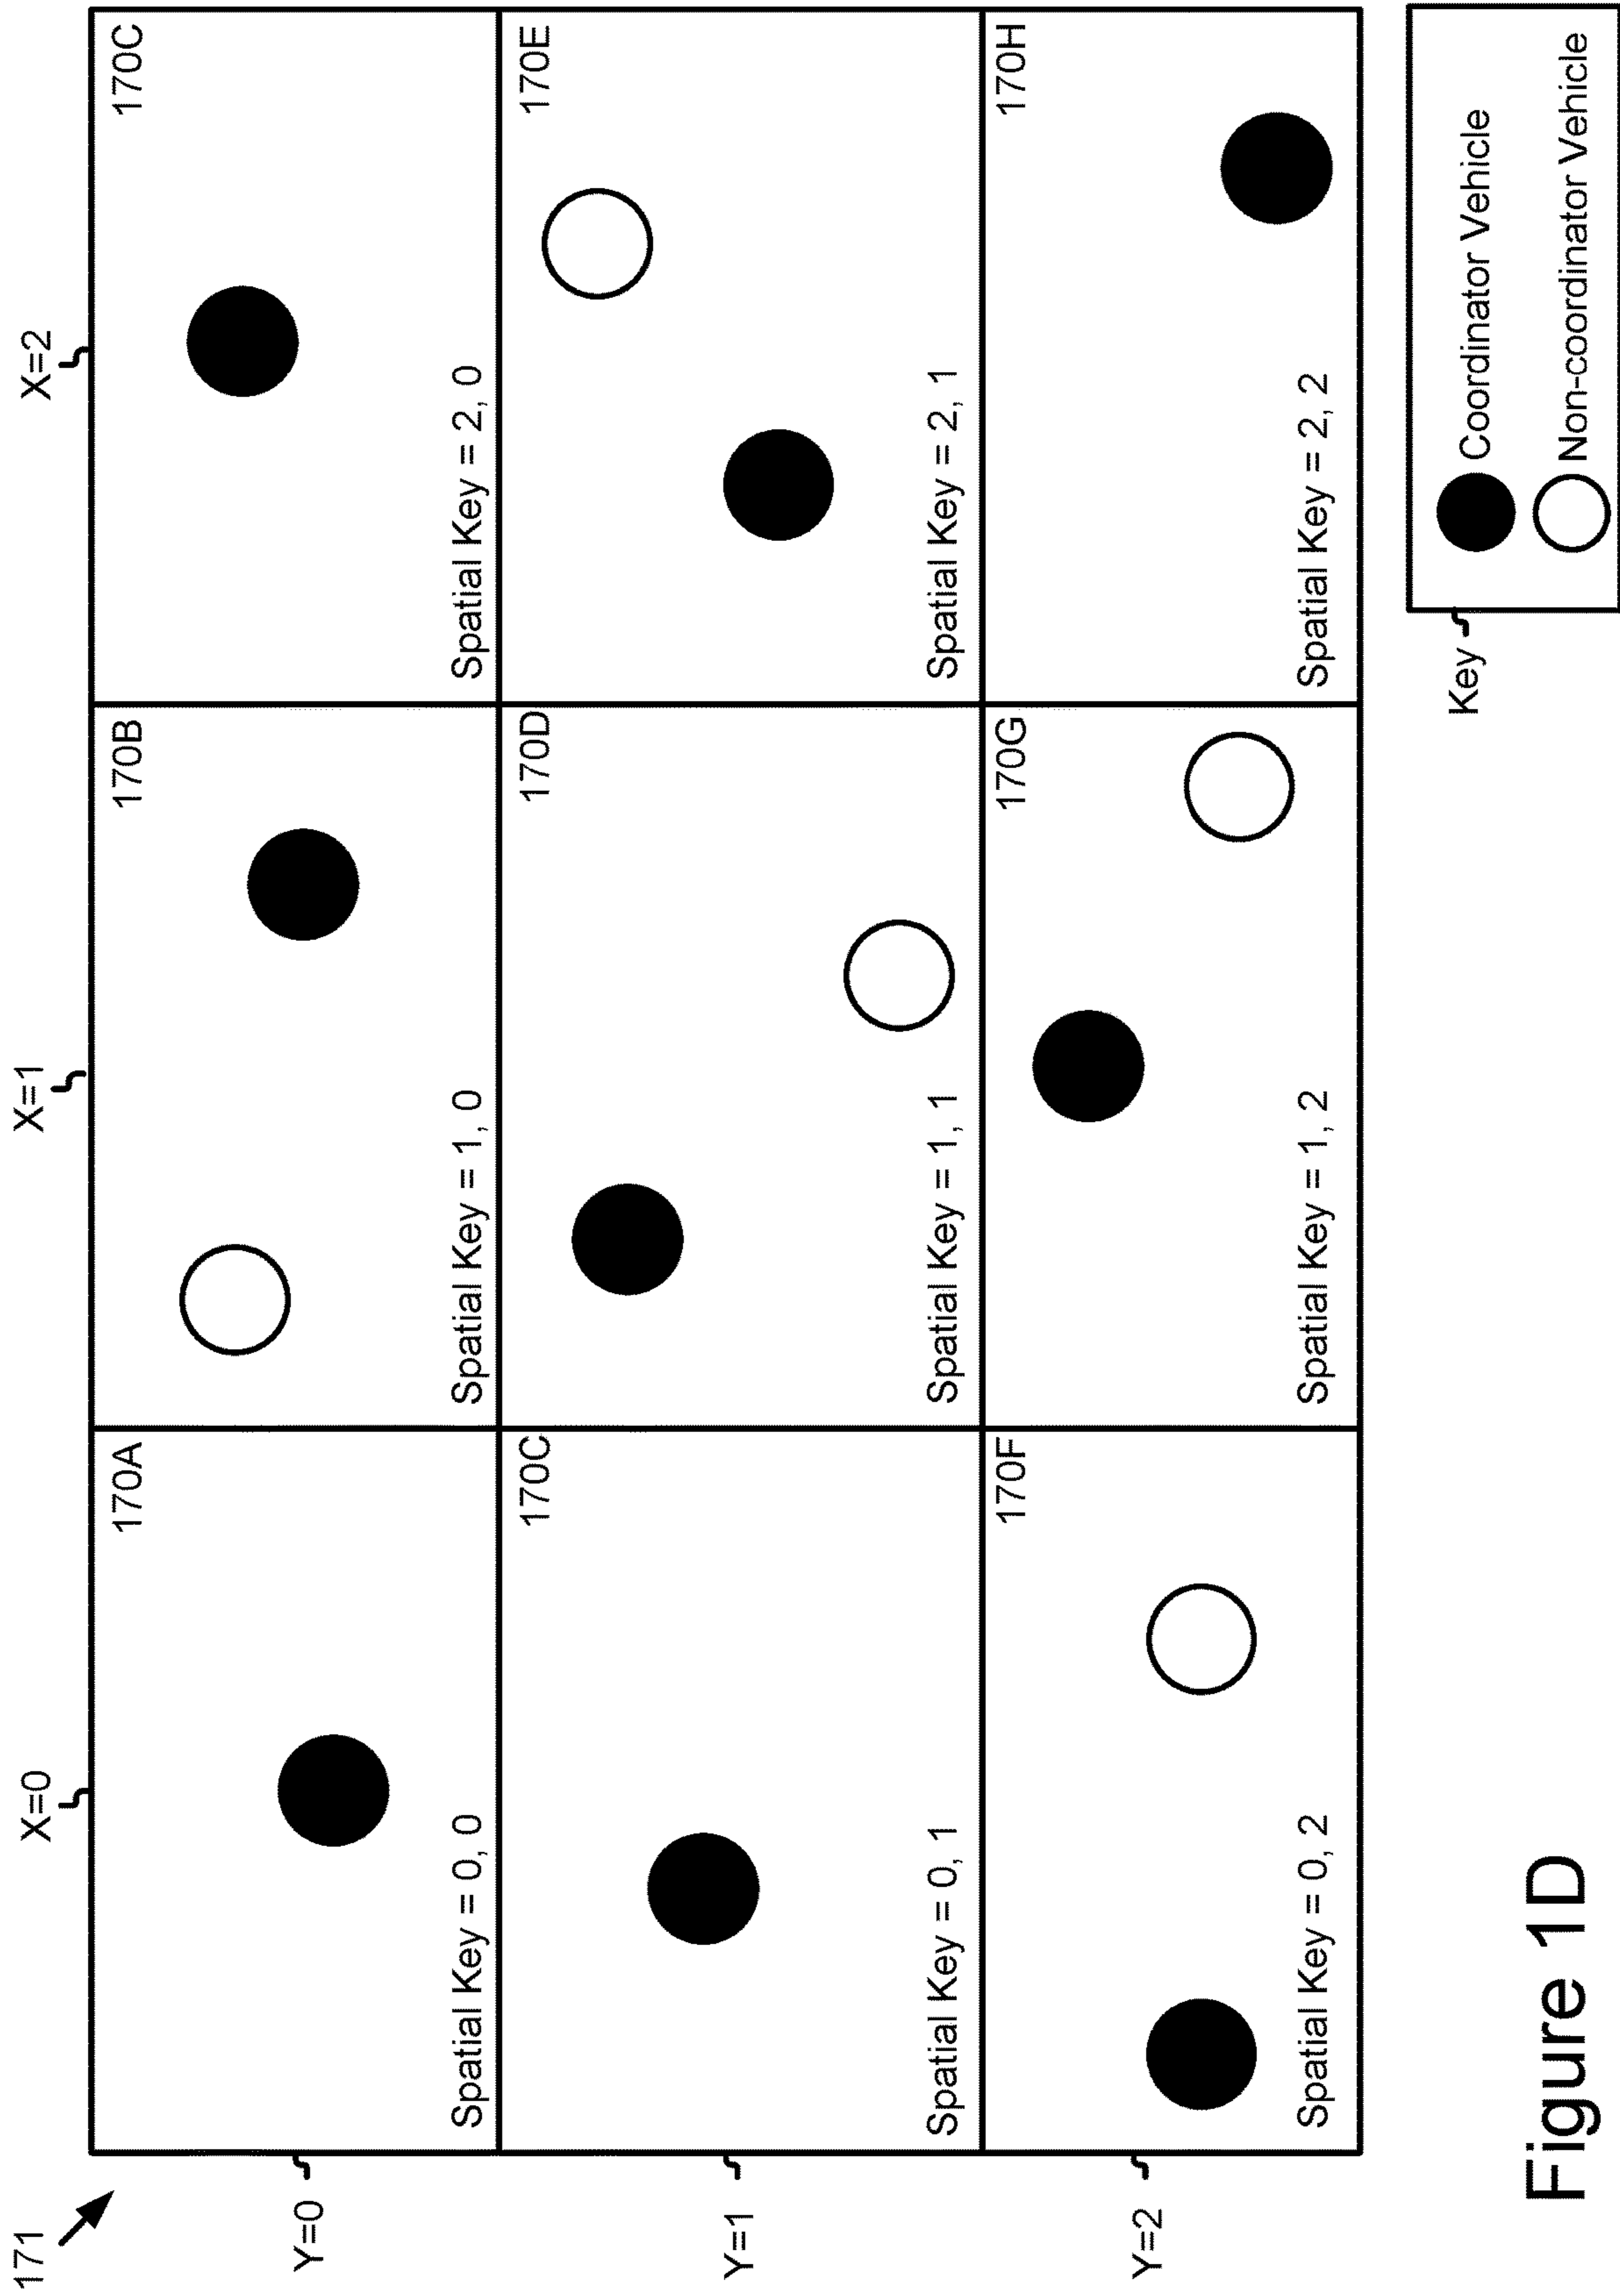 171
X=0
X=1
X=2
Y=0
170A
Spatial Key = 0, 0
170B
Spatial Key = 1, 0
170C
Spatial Key = 2, 0
Y=1
170C
Spatial Key = 0, 1
170D
Spatial Key = 1, 1
170E
Spatial Key = 2, 1
Y=2
170F
Spatial Key = 0, 2
170G
Spatial Key = 1, 2
170H
Spatial Key = 2, 2
Key
Coordinator Vehicle
Non-coordinator Vehicle
Figure 1D